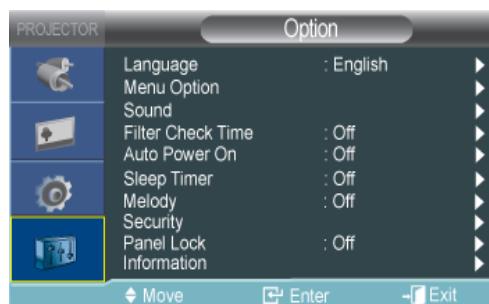 PROJECTOR
Option
Language : English
Menu Option
Sound
Filter Check Time : Off
Auto Power On : Off
Sleep Timer : Off
Melody : Off
Security
Panel Lock : Off
Information
Move Enter Exit